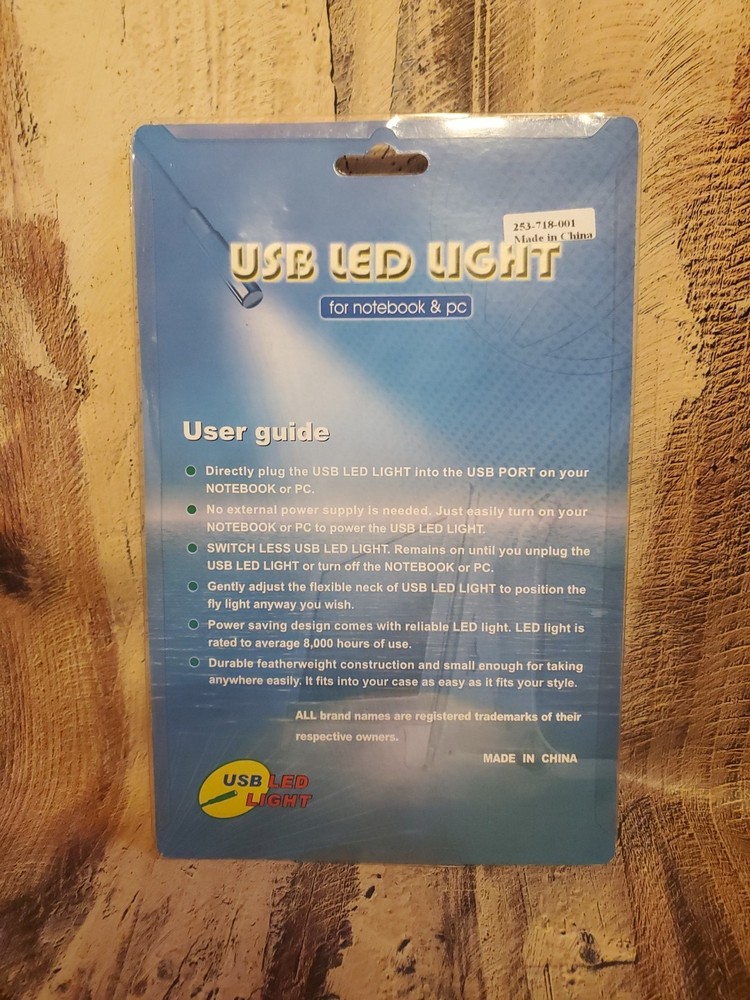 253-718-001
Made in China
USB LED LIGHT
for notebook & pc
User guide
Directly plug the USB LED LIGHT into the USB PORT on your
NOTEBOOK or PC.
No external power supply is needed. Just easily turn on your
NOTEBOOK or PC to power the USB LED LIGHT.
SWITCH LESS USB LED LIGHT. Remains on until you unplug the
USB LED LIGHT or turn off the NOTEBOOK or PC.
Gently adjust the flexible neck of USB LED LIGHT to position the
fly light anyway you wish.
Power saving design comes with reliable LED light. LED light is
rated to average 8,000 hours of use.
Durable featherweight construction and small enough for taking
anywhere easily. It fits into your case as easy as it fits your style.
ALL brand names are registered trademarks of their
respective owners.
MADE IN CHINA
USB LED
LIGHT